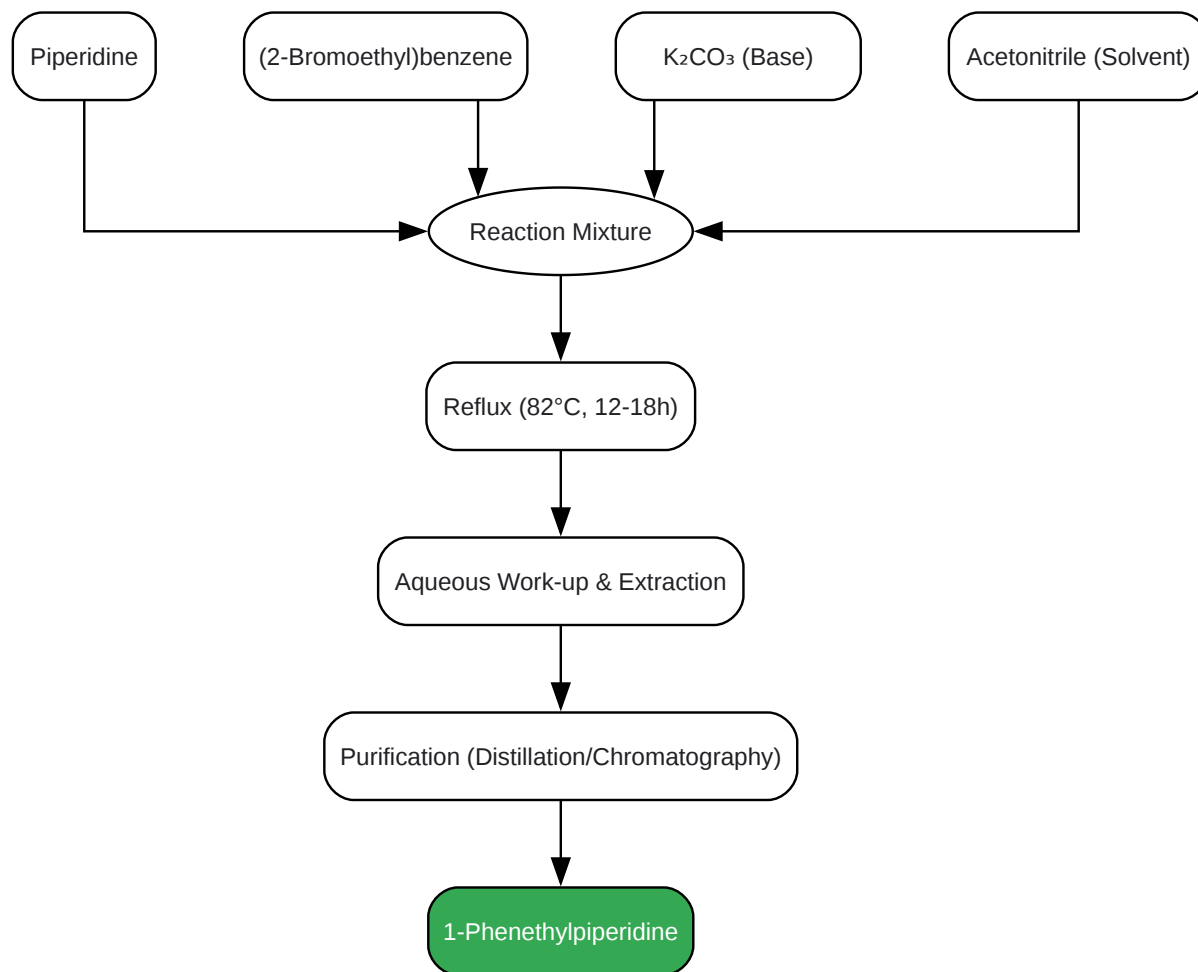 Piperidine
(2-Bromoethyl)benzene
K₂CO₃ (Base)
Acetonitrile (Solvent)
Reaction Mixture
Reflux (82°C, 12-18h)
Aqueous Work-up & Extraction
Purification (Distillation/Chromatography)
1-Phenethylpiperidine